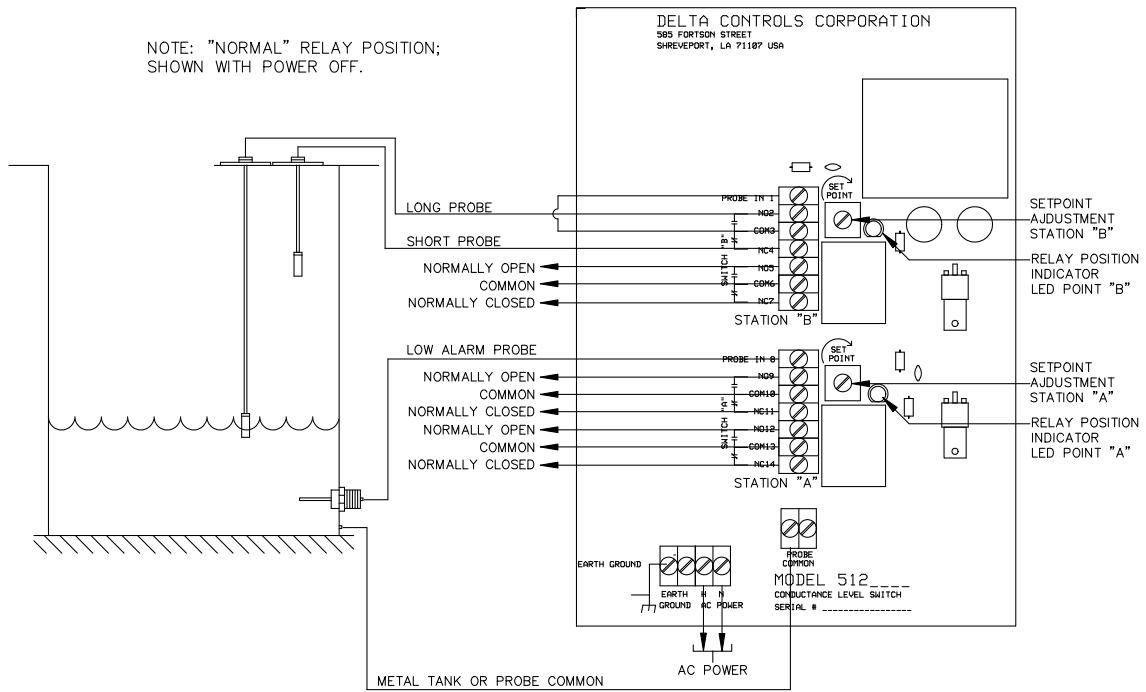 NOTE: "NORMAL" RELAY POSITION;
SHOWN WITH POWER OFF.
DELTA CONTROLS CORPORATION
585 FORTSON STREET
SHREVEPORT, LA 71107 USA
LONG PROBE
SHORT PROBE
NORMALLY OPEN
COMMON
NORMALLY CLOSED
PROBE IN 1
NO2
COM3
NC4
NO5
COM6
NC7
SWITCH "B"
STATION "B"
SET
POINT
SETPOINT
AJDUSTMENT
STATION "B"
RELAY POSITION
INDICATOR
LED POINT "B"
LOW ALARM PROBE
NORMALLY OPEN
COMMON
NORMALLY CLOSED
NORMALLY OPEN
COMMON
NORMALLY CLOSED
PROBE IN 8
NO9
COM10
NC11
NO12
COM13
NC14
SWITCH "A"
STATION "A"
SET
POINT
SETPOINT
ADJUSTMENT
STATION "A"
RELAY POSITION
INDICATOR
LED POINT "A"
EARTH GROUND
EARTH
GROUND
H N
AC POWER
PROBE
COMMON
MODEL 512____
CONDUCTANCE LEVEL SWITCH
SERIAL # _________________
AC POWER
METAL TANK OR PROBE COMMON